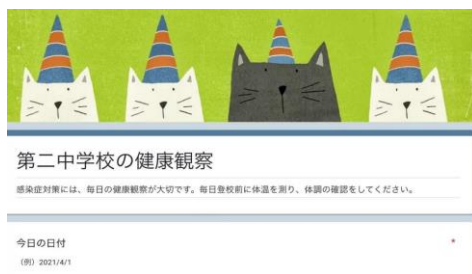 第二中学校の健康観察
感染症対策には、毎日の健康観察が大切です。毎日登校前に体温を測り、体調の確認をしてください。
今日の日付 *
（例）2021/4/1